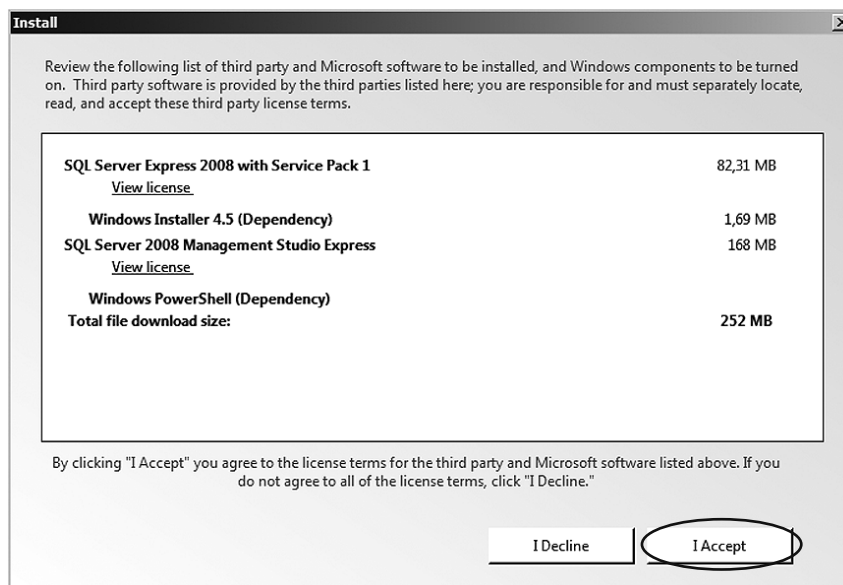 Install
Review the following list of third party and Microsoft software to be installed, and Windows components to be turned
on. Third party software is provided by the third parties listed here; you are responsible for and must separately locate,
read, and accept these third party license terms.
SQL Server Express 2008 with Service Pack 1 82,31 MB
View license
Windows Installer 4.5 (Dependency) 1,69 MB
SQL Server 2008 Management Studio Express 168 MB
View license
Windows PowerShell (Dependency)
Total file download size: 252 MB
By clicking "I Accept" you agree to the license terms for the third party and Microsoft software listed above. If you
do not agree to all of the license terms, click "I Decline."
I Decline I Accept